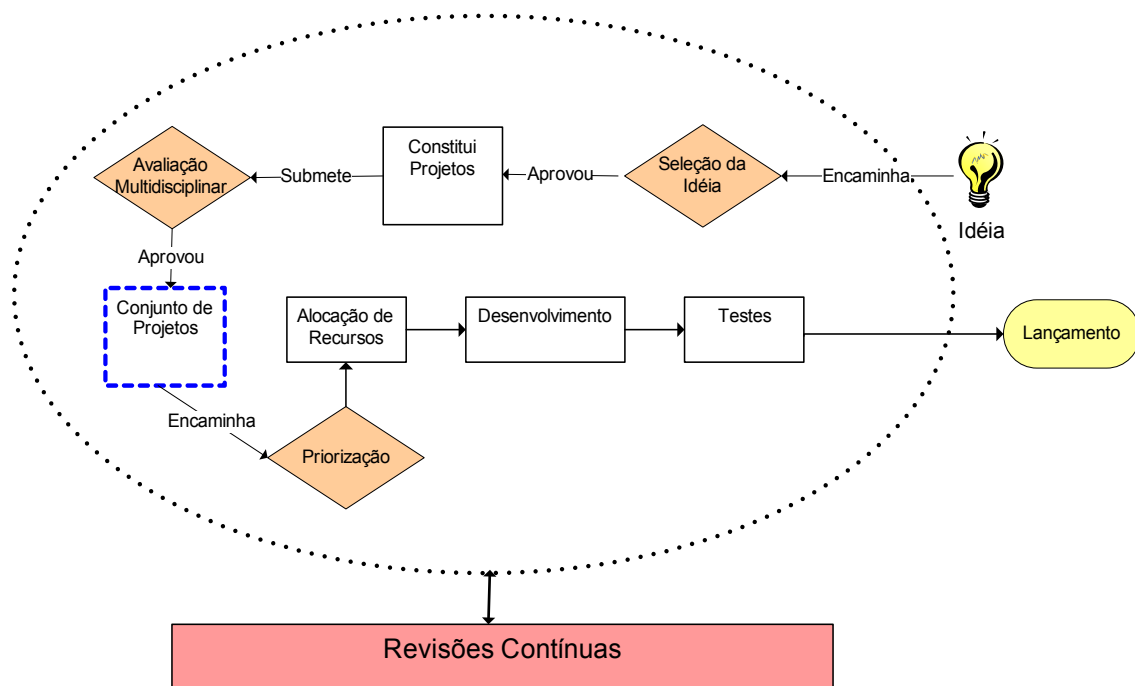 Idéia
Encaminha
Seleção da
Idéia
Aprovou
Constitui
Projetos
Submete
Avaliação
Multidisciplinar
Aprovou
Conjunto de
Projetos
Encaminha
Priorização
Alocação de
Recursos
Desenvolvimento
Testes
Lançamento
Revisões Contínuas